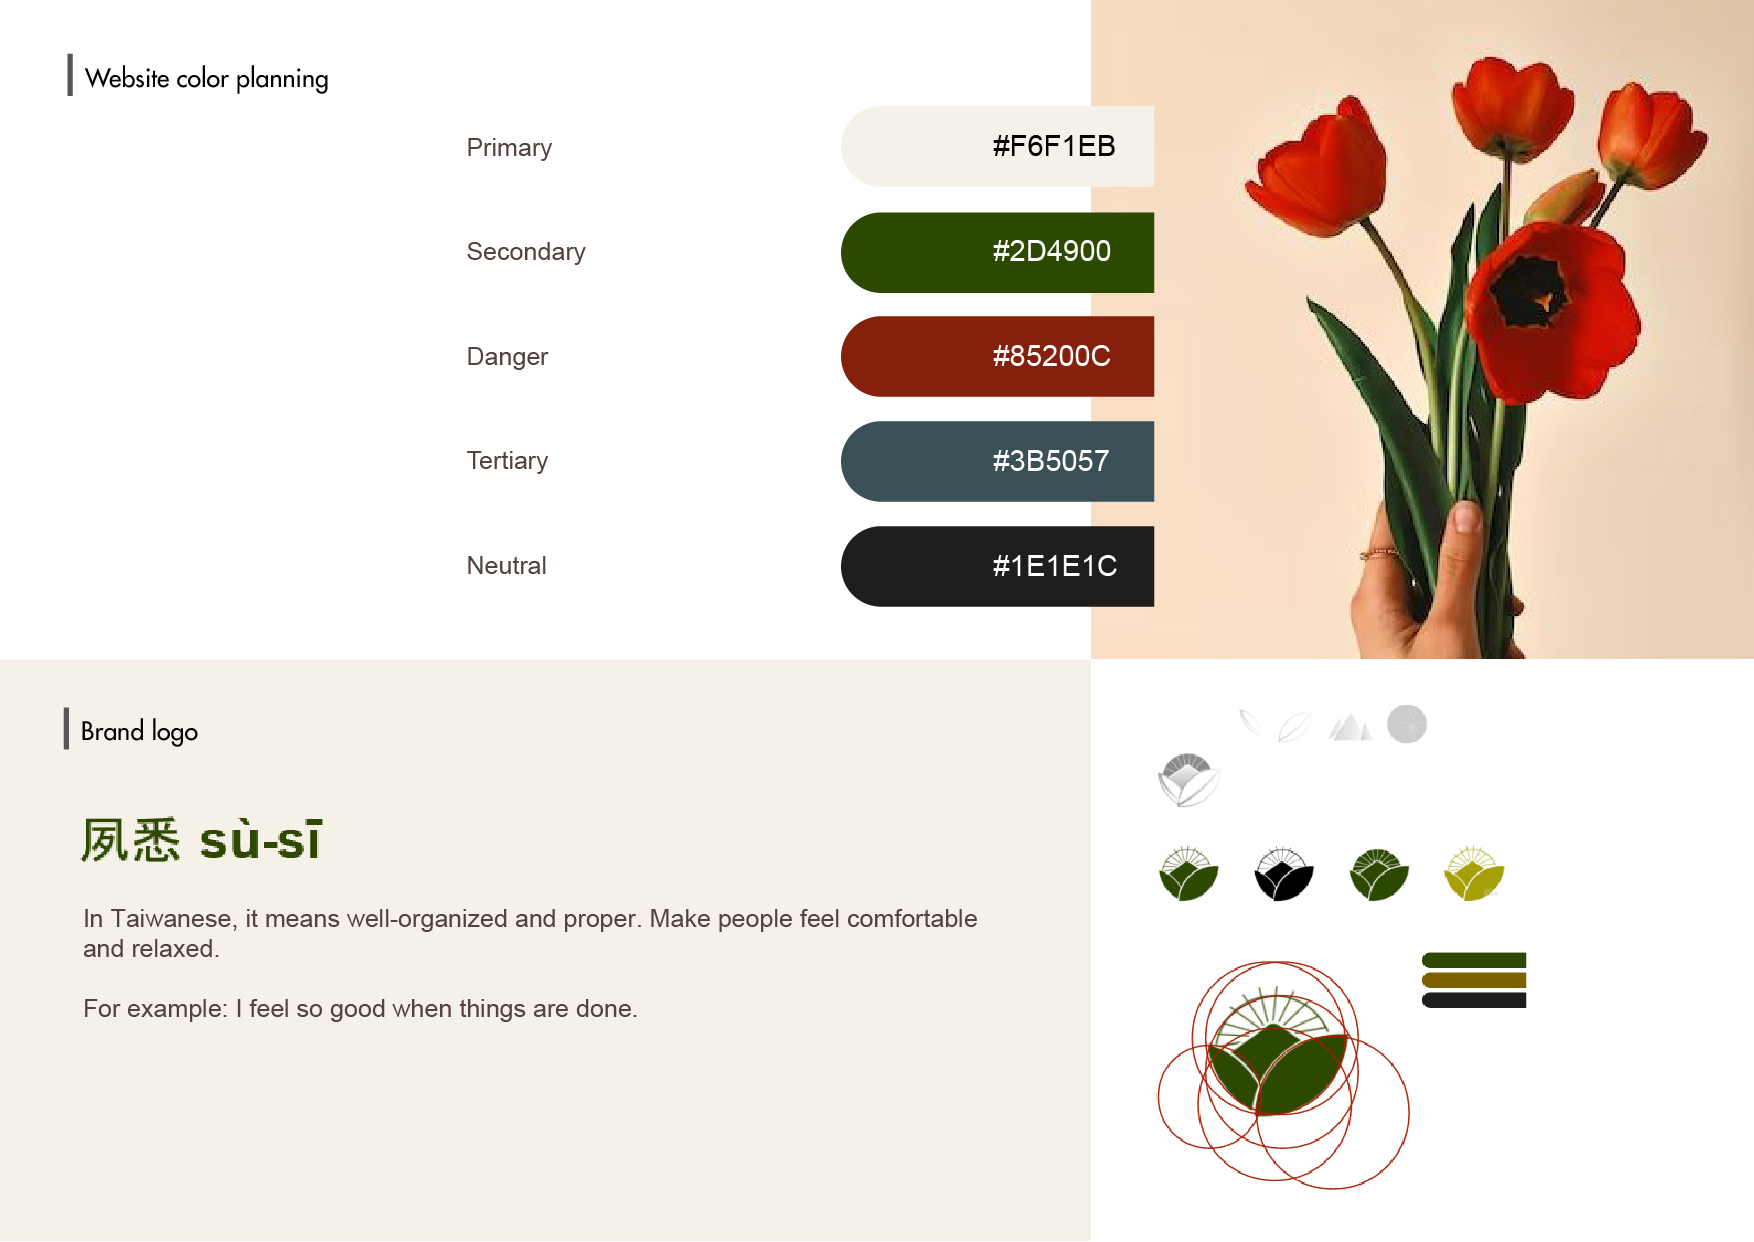 Website color planning
Primary
#F6F1EB
Secondary
#2D4900
Danger
#85200C
Tertiary
#3B5057
Neutral
#1E1E1C
Brand logo
夙悉 sù-sī
In Taiwanese, it means well-organized and proper. Make people feel comfortable
and relaxed.
For example: I feel so good when things are done.